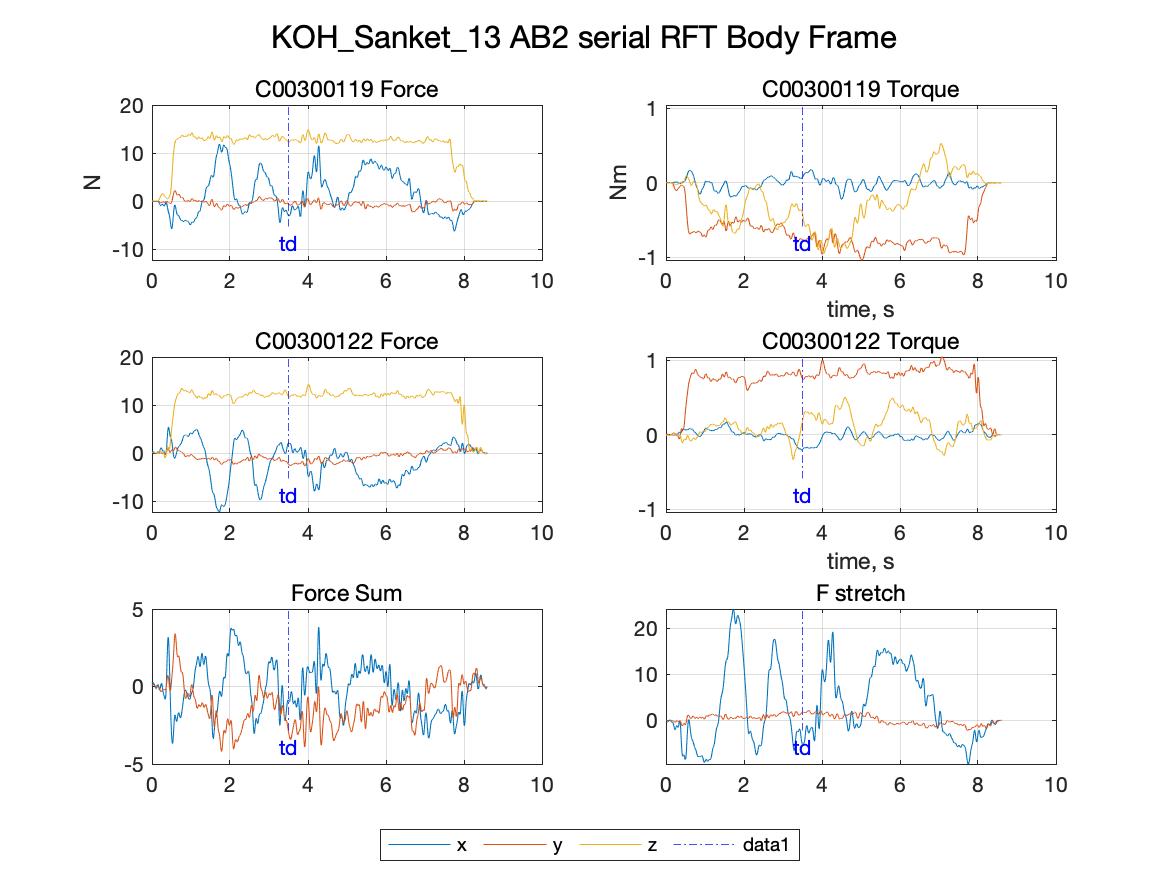 KOH_Sanket_13 AB2 serial RFT Body Frame
C00300119 Force
C00300119 Torque
20
10
0
-10
N
td
0 2 4 6 8 10
1
0
-1
Nm
td
0 2 4 6 8 10
time, s
C00300122 Force
C00300122 Torque
20
10
0
-10
td
0 2 4 6 8 10
1
0
-1
td
0 2 4 6 8 10
time, s
Force Sum
F stretch
5
0
-5
td
0 2 4 6 8 10
20
10
0
td
0 2 4 6 8 10
x y z data1